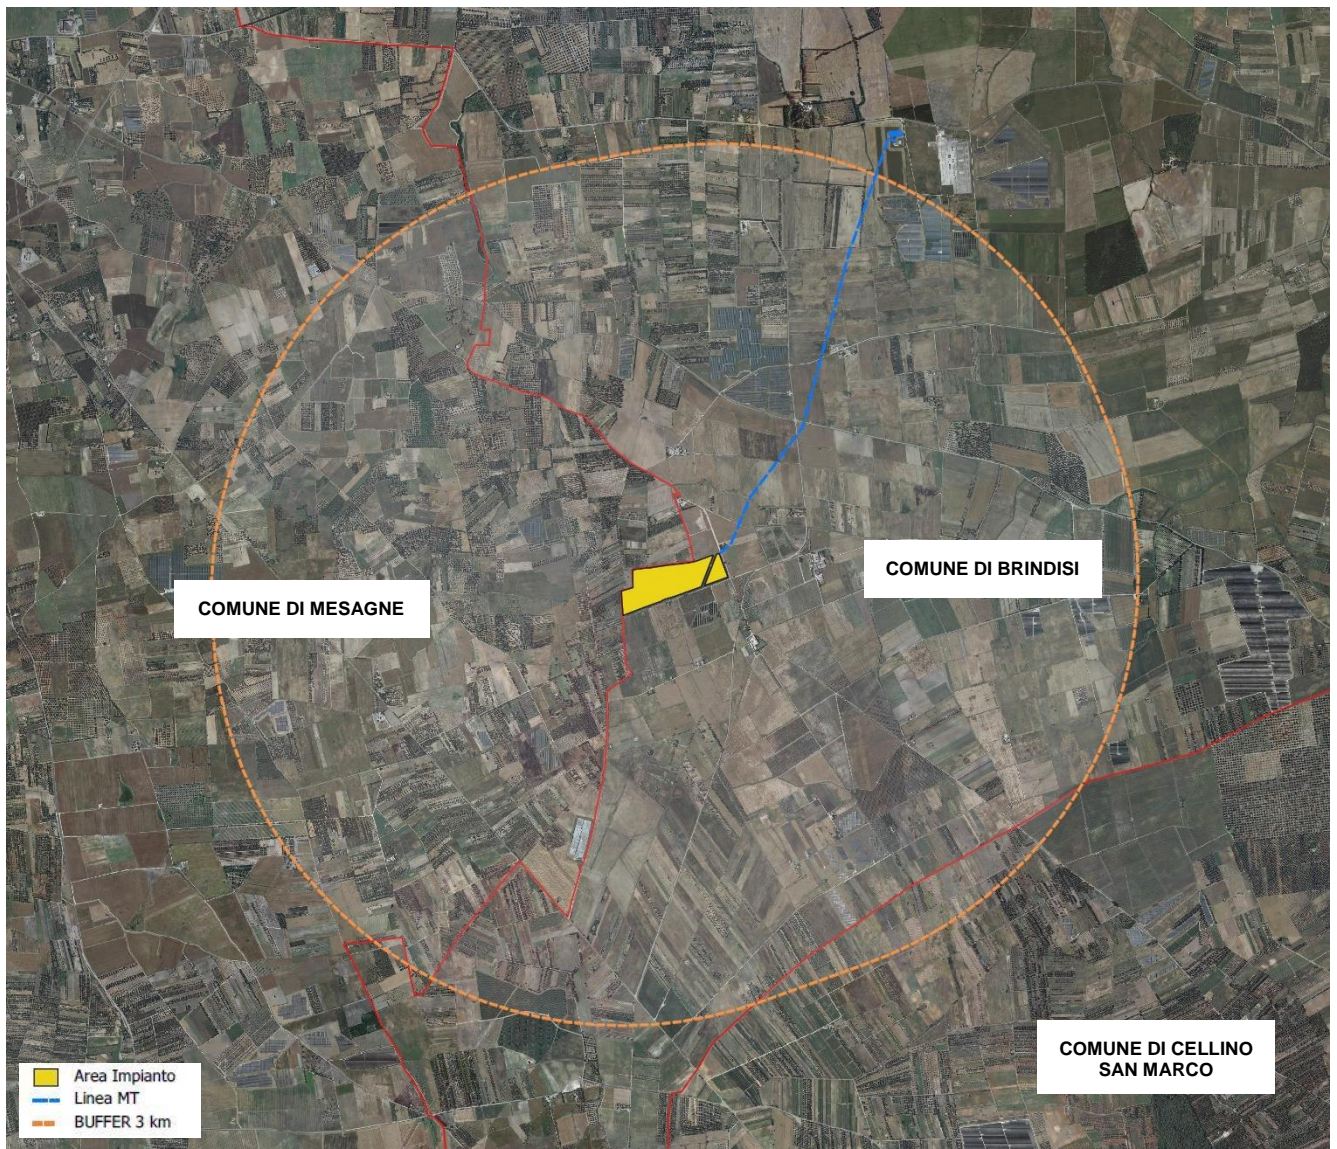 COMUNE DI BRINDISI
COMUNE DI MESAGNE
COMUNE DI CELLINO
SAN MARCO
Area Impianto
Linea MT
BUFFER 3 km